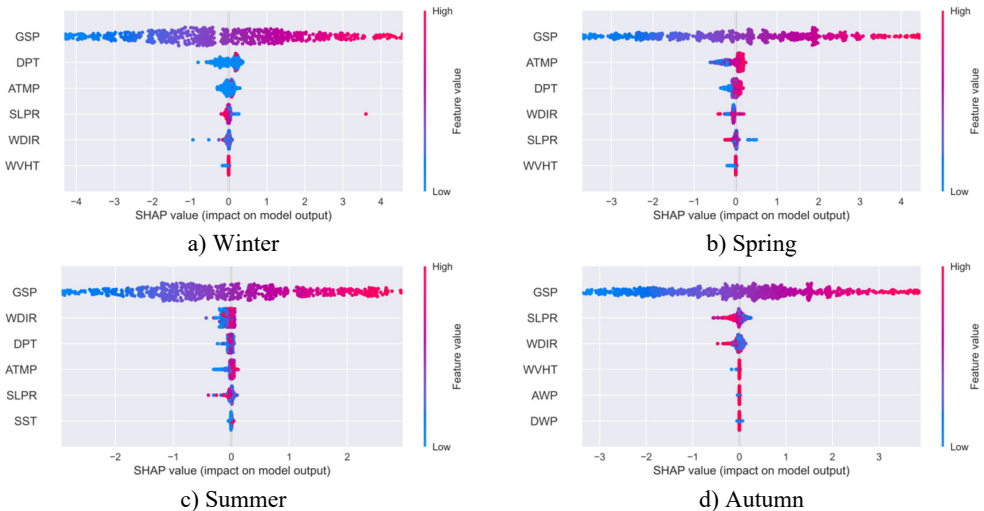 High
GSP
DPT
ATMP
SLPR
WDIR
WVHT
Feature value
Low
−4 −3 −2 −1 0 1 2 3 4
SHAP value (impact on model output)
a) Winter
High
GSP
ATMP
DPT
WDIR
SLPR
WVHT
Feature value
Low
−3 −2 −1 0 1 2 3 4
SHAP value (impact on model output)
b) Spring
High
GSP
WDIR
DPT
ATMP
SLPR
SST
Feature value
Low
−2 −1 0 1 2
SHAP value (impact on model output)
c) Summer
High
GSP
SLPR
WDIR
WVHT
AWP
DWP
Feature value
Low
−3 −2 −1 0 1 2 3
SHAP value (impact on model output)
d) Autumn